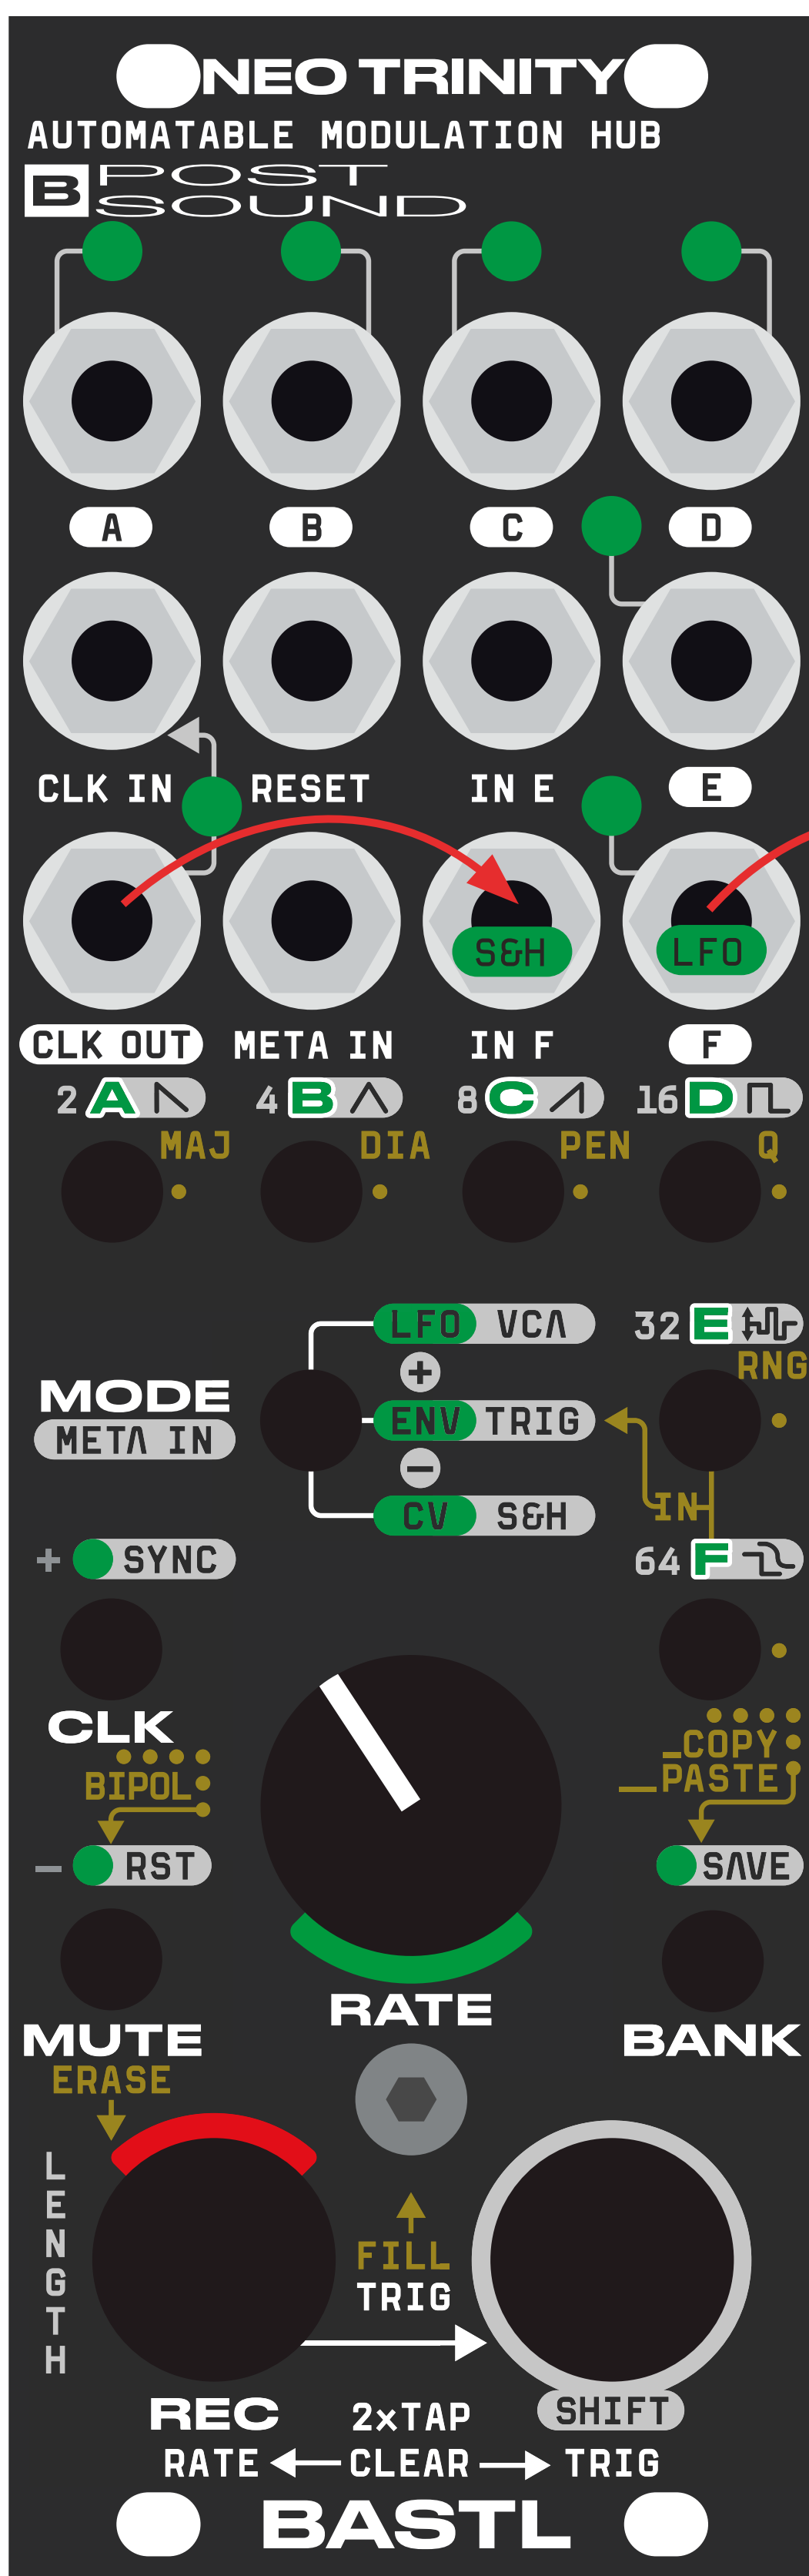 NEO TRINITY
AUTOMATABLE MODULATION HUB
B POST
SOUND
A B C D
CLK IN RESET IN E E
S&H LFO
CLK OUT META IN IN F F
2 A 4 B 8 C 16 D
MAJ DIA PEN Q
LFO VCA 32 E
+ RNG
MODE
META IN ENV TRIG
−
IN
CV S&H
+ SYNC 64 F
CLK
BIPOL
_COPY
_PASTE
− RST SAVE
RATE
MUTE BANK
ERASE
LENGTH
FILL
TRIG
REC 2xTAP SHIFT
RATE CLEAR TRIG
BASTL